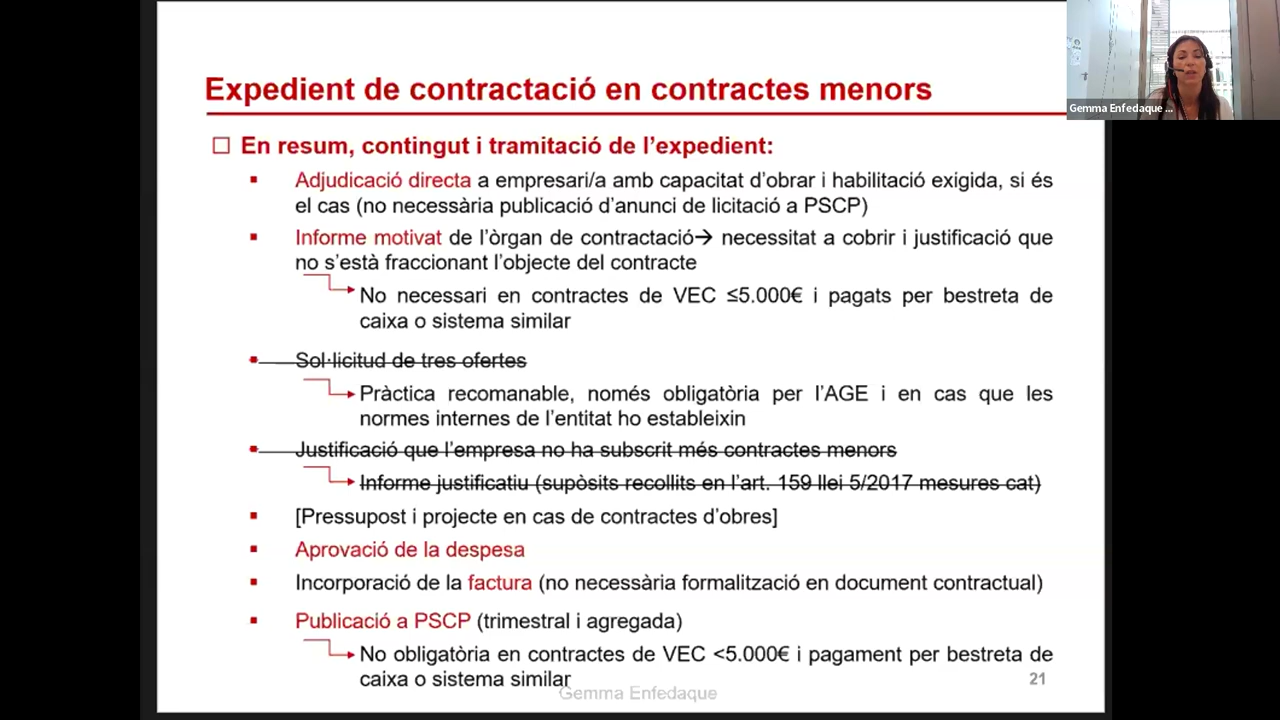 Expedient de contractació en contractes menors
Gemma Enfedaque ...
☐ En resum, contingut i tramitació de l'expedient:
▪ Adjudicació directa a empresari/a amb capacitat d'obrar i habilitació exigida, si és
el cas (no necessària publicació d'anunci de licitació a PSCP)
▪ Informe motivat de l'òrgan de contractació→ necessitat a cobrir i justificació que
no s'està fraccionant l'objecte del contracte
No necessari en contractes de VEC ≤5.000€ i pagats per bestreta de
caixa o sistema similar
▪ Sol·licitud de tres ofertes
Pràctica recomanable, només obligatòria per l'AGE i en cas que les
normes internes de l'entitat ho estableixin
▪ Justificació que l'empresa no ha subscrit més contractes menors
Informe justificatiu (supòsits recollits en l'art. 159 llei 5/2017 mesures cat)
▪ [Pressupost i projecte en cas de contractes d'obres]
▪ Aprovació de la despesa
▪ Incorporació de la factura (no necessària formalització en document contractual)
▪ Publicació a PSCP (trimestral i agregada)
No obligatòria en contractes de VEC <5.000€ i pagament per bestreta de
caixa o sistema similar
21
Gemma Enfedaque